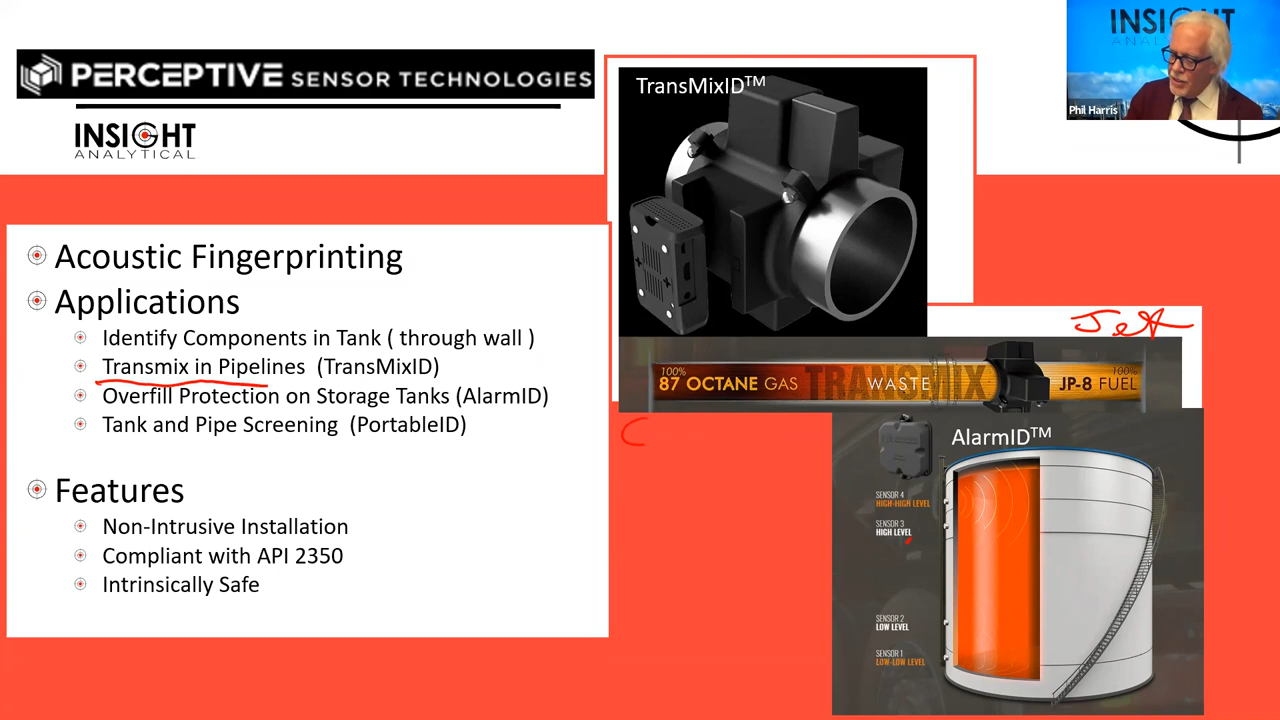 PERCEPTIVE SENSOR TECHNOLOGIES
INSIGHT
ANALYTICAL
Acoustic Fingerprinting
Applications
Identify Components in Tank ( through wall )
Transmix in Pipelines (TransMixID)
Overfill Protection on Storage Tanks (AlarmID)
Tank and Pipe Screening (PortableID)
Features
Non-Intrusive Installation
Compliant with API 2350
Intrinsically Safe
TransMixID™
INSIGHT
Phil Harris
Jet
100%
87 OCTANE GAS
TRANSMIX
WASTE
100%
JP-8 FUEL
C
AlarmID™
SENSOR 4
HIGH-HIGH LEVEL
SENSOR 3
HIGH LEVEL
SENSOR 2
LOW LEVEL
SENSOR 1
LOW-LOW LEVEL